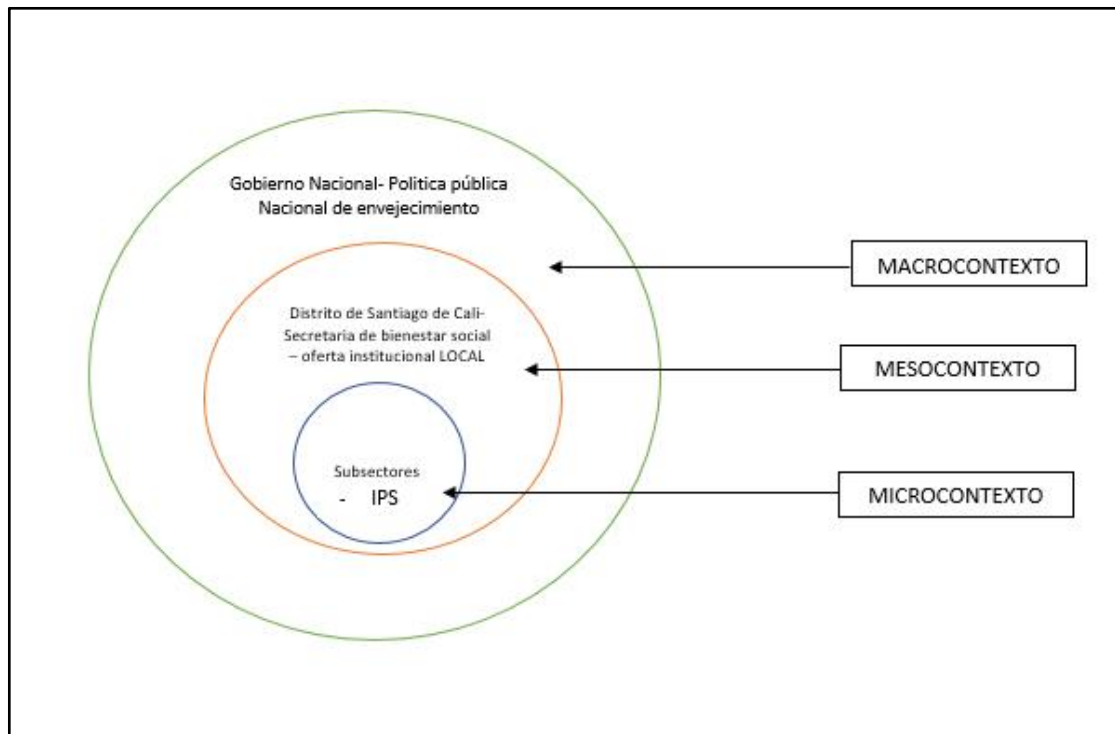 Gobierno Nacional- Politica pública
Nacional de envejecimiento
MACROCONTEXTO
Distrito de Santiago de Cali-
Secretaria de bienestar social
– oferta institucional LOCAL
MESOCONTEXTO
Subsectores
- IPS
MICROCONTEXTO